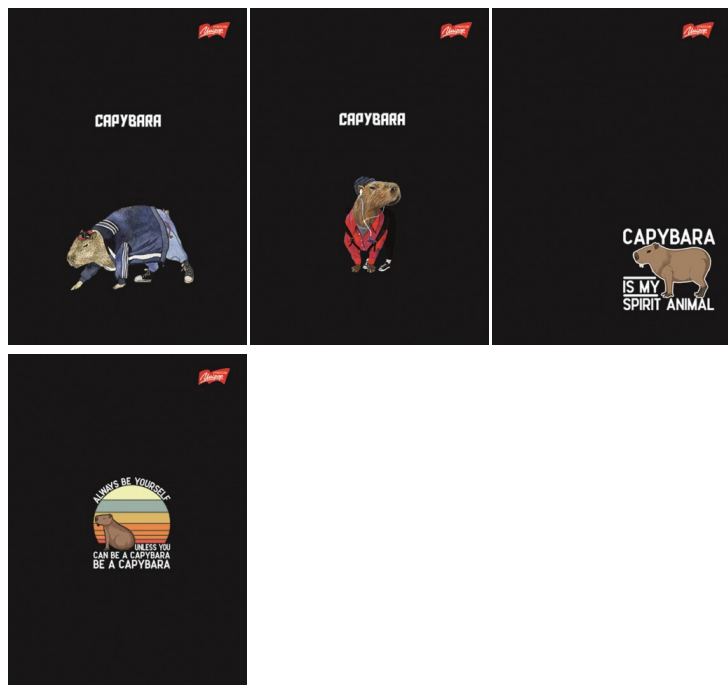 CAPYBARA
CAPYBARA
CAPYBARA
IS MY
SPIRIT ANIMAL
ALWAYS BE YOURSELF
UNLESS YOU
CAN BE A CAPYBARA
BE A CAPYBARA